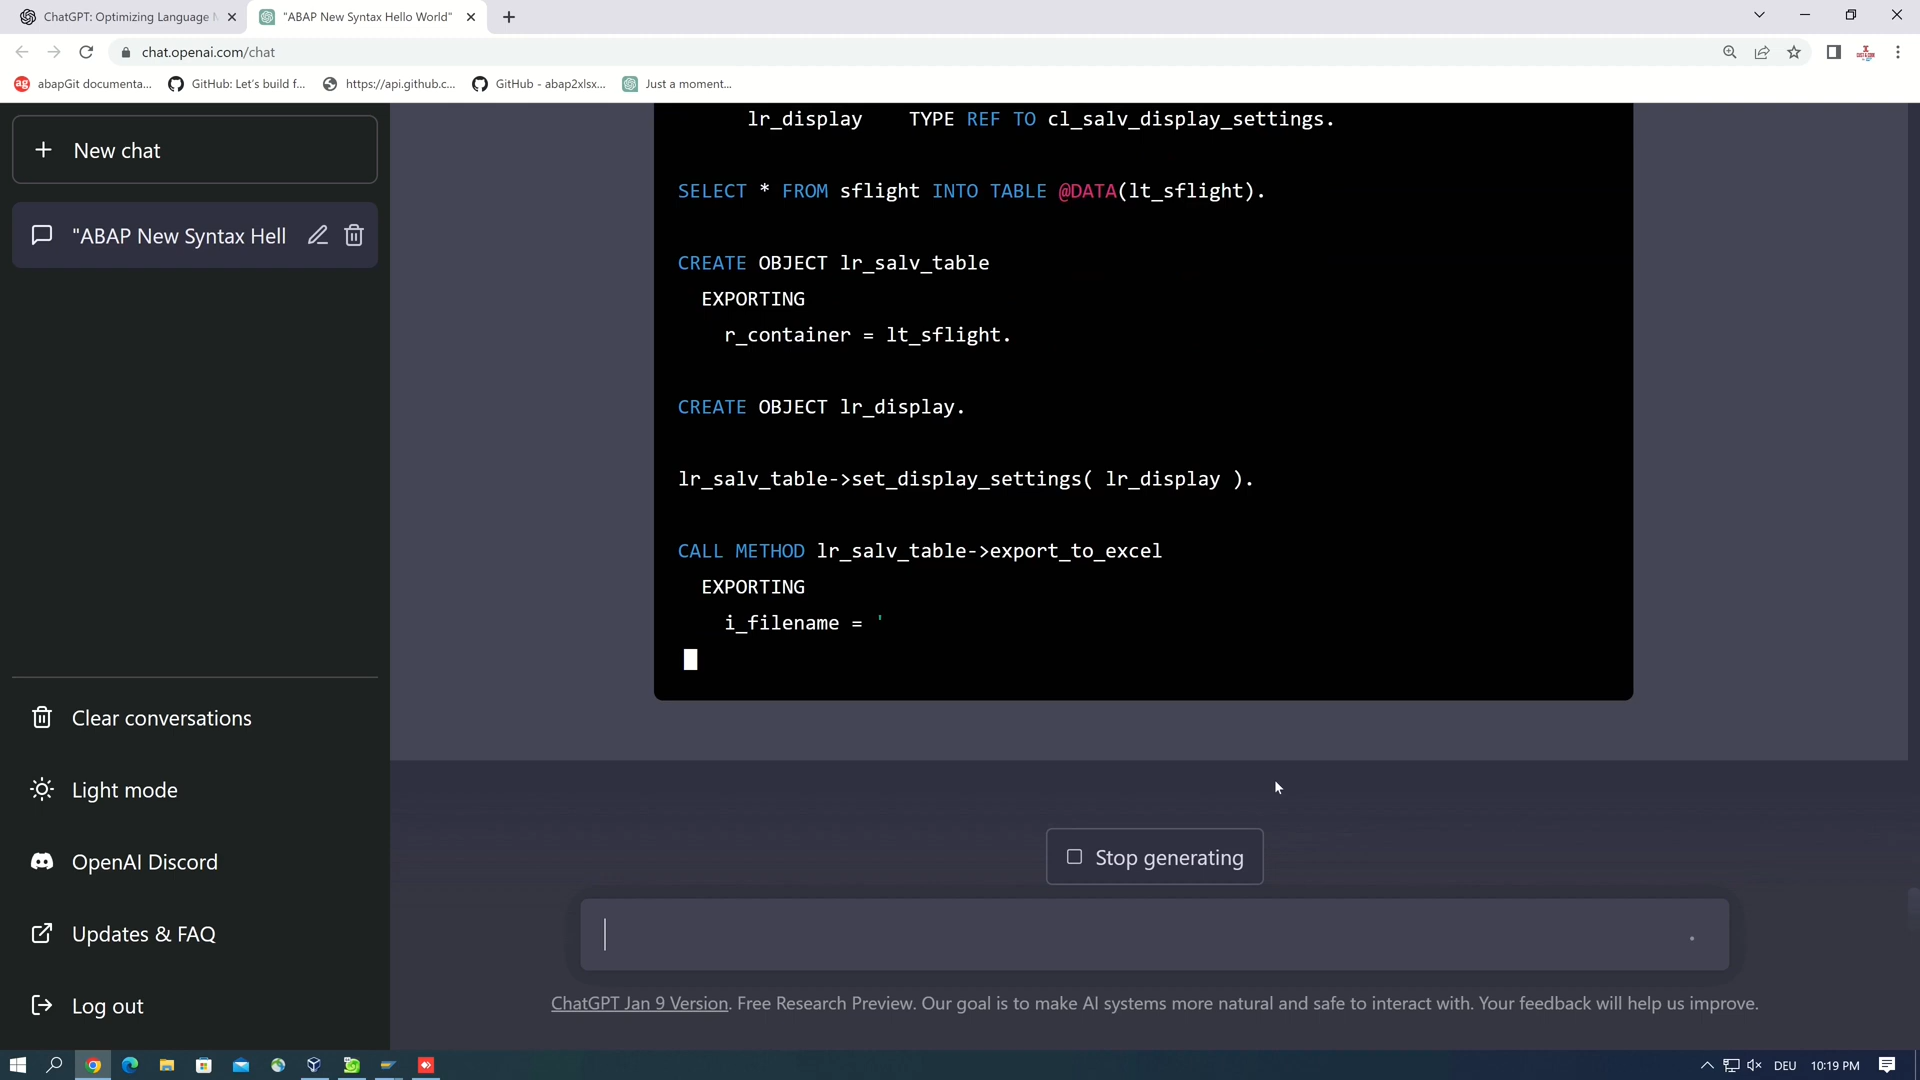 ChatGPT: Optimizing Language M
"ABAP New Syntax Hello World"
chat.openai.com/chat
ag abapGit documenta...
GitHub: Let's build f...
https://api.github.c...
GitHub - abap2xlsx...
Just a moment...
New chat
"ABAP New Syntax Hell
Clear conversations
Light mode
OpenAI Discord
Updates & FAQ
Log out
lr_display    TYPE REF TO cl_salv_display_settings.
SELECT * FROM sflight INTO TABLE @DATA(lt_sflight).
CREATE OBJECT lr_salv_table
EXPORTING
r_container = lt_sflight.
CREATE OBJECT lr_display.
lr_salv_table->set_display_settings( lr_display ).
CALL METHOD lr_salv_table->export_to_excel
EXPORTING
i_filename = '
Stop generating
.
ChatGPT Jan 9 Version. Free Research Preview. Our goal is to make AI systems more natural and safe to interact with. Your feedback will help us improve.
DEU
10:19 PM